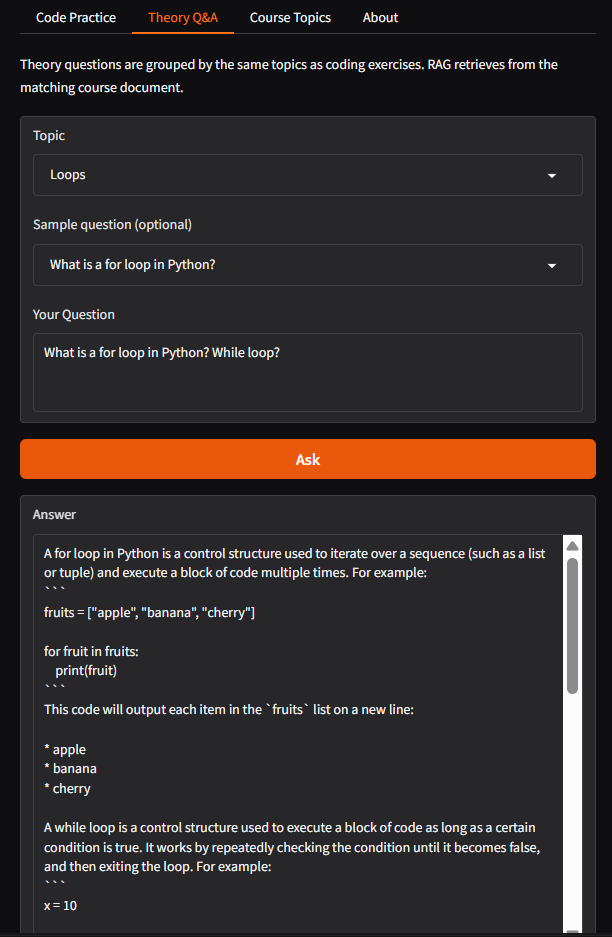 Code Practice
Theory Q&A
Course Topics
About
Theory questions are grouped by the same topics as coding exercises. RAG retrieves from the
matching course document.
Topic
Loops
Sample question (optional)
What is a for loop in Python?
Your Question
What is a for loop in Python? While loop?
Ask
Answer
A for loop in Python is a control structure used to iterate over a sequence (such as a list
or tuple) and execute a block of code multiple times. For example:
```
fruits = ["apple", "banana", "cherry"]
for fruit in fruits:
    print(fruit)
```
This code will output each item in the `fruits` list on a new line:
* apple
* banana
* cherry
A while loop is a control structure used to execute a block of code as long as a certain
condition is true. It works by repeatedly checking the condition until it becomes false,
and then exiting the loop. For example:
```
x = 10